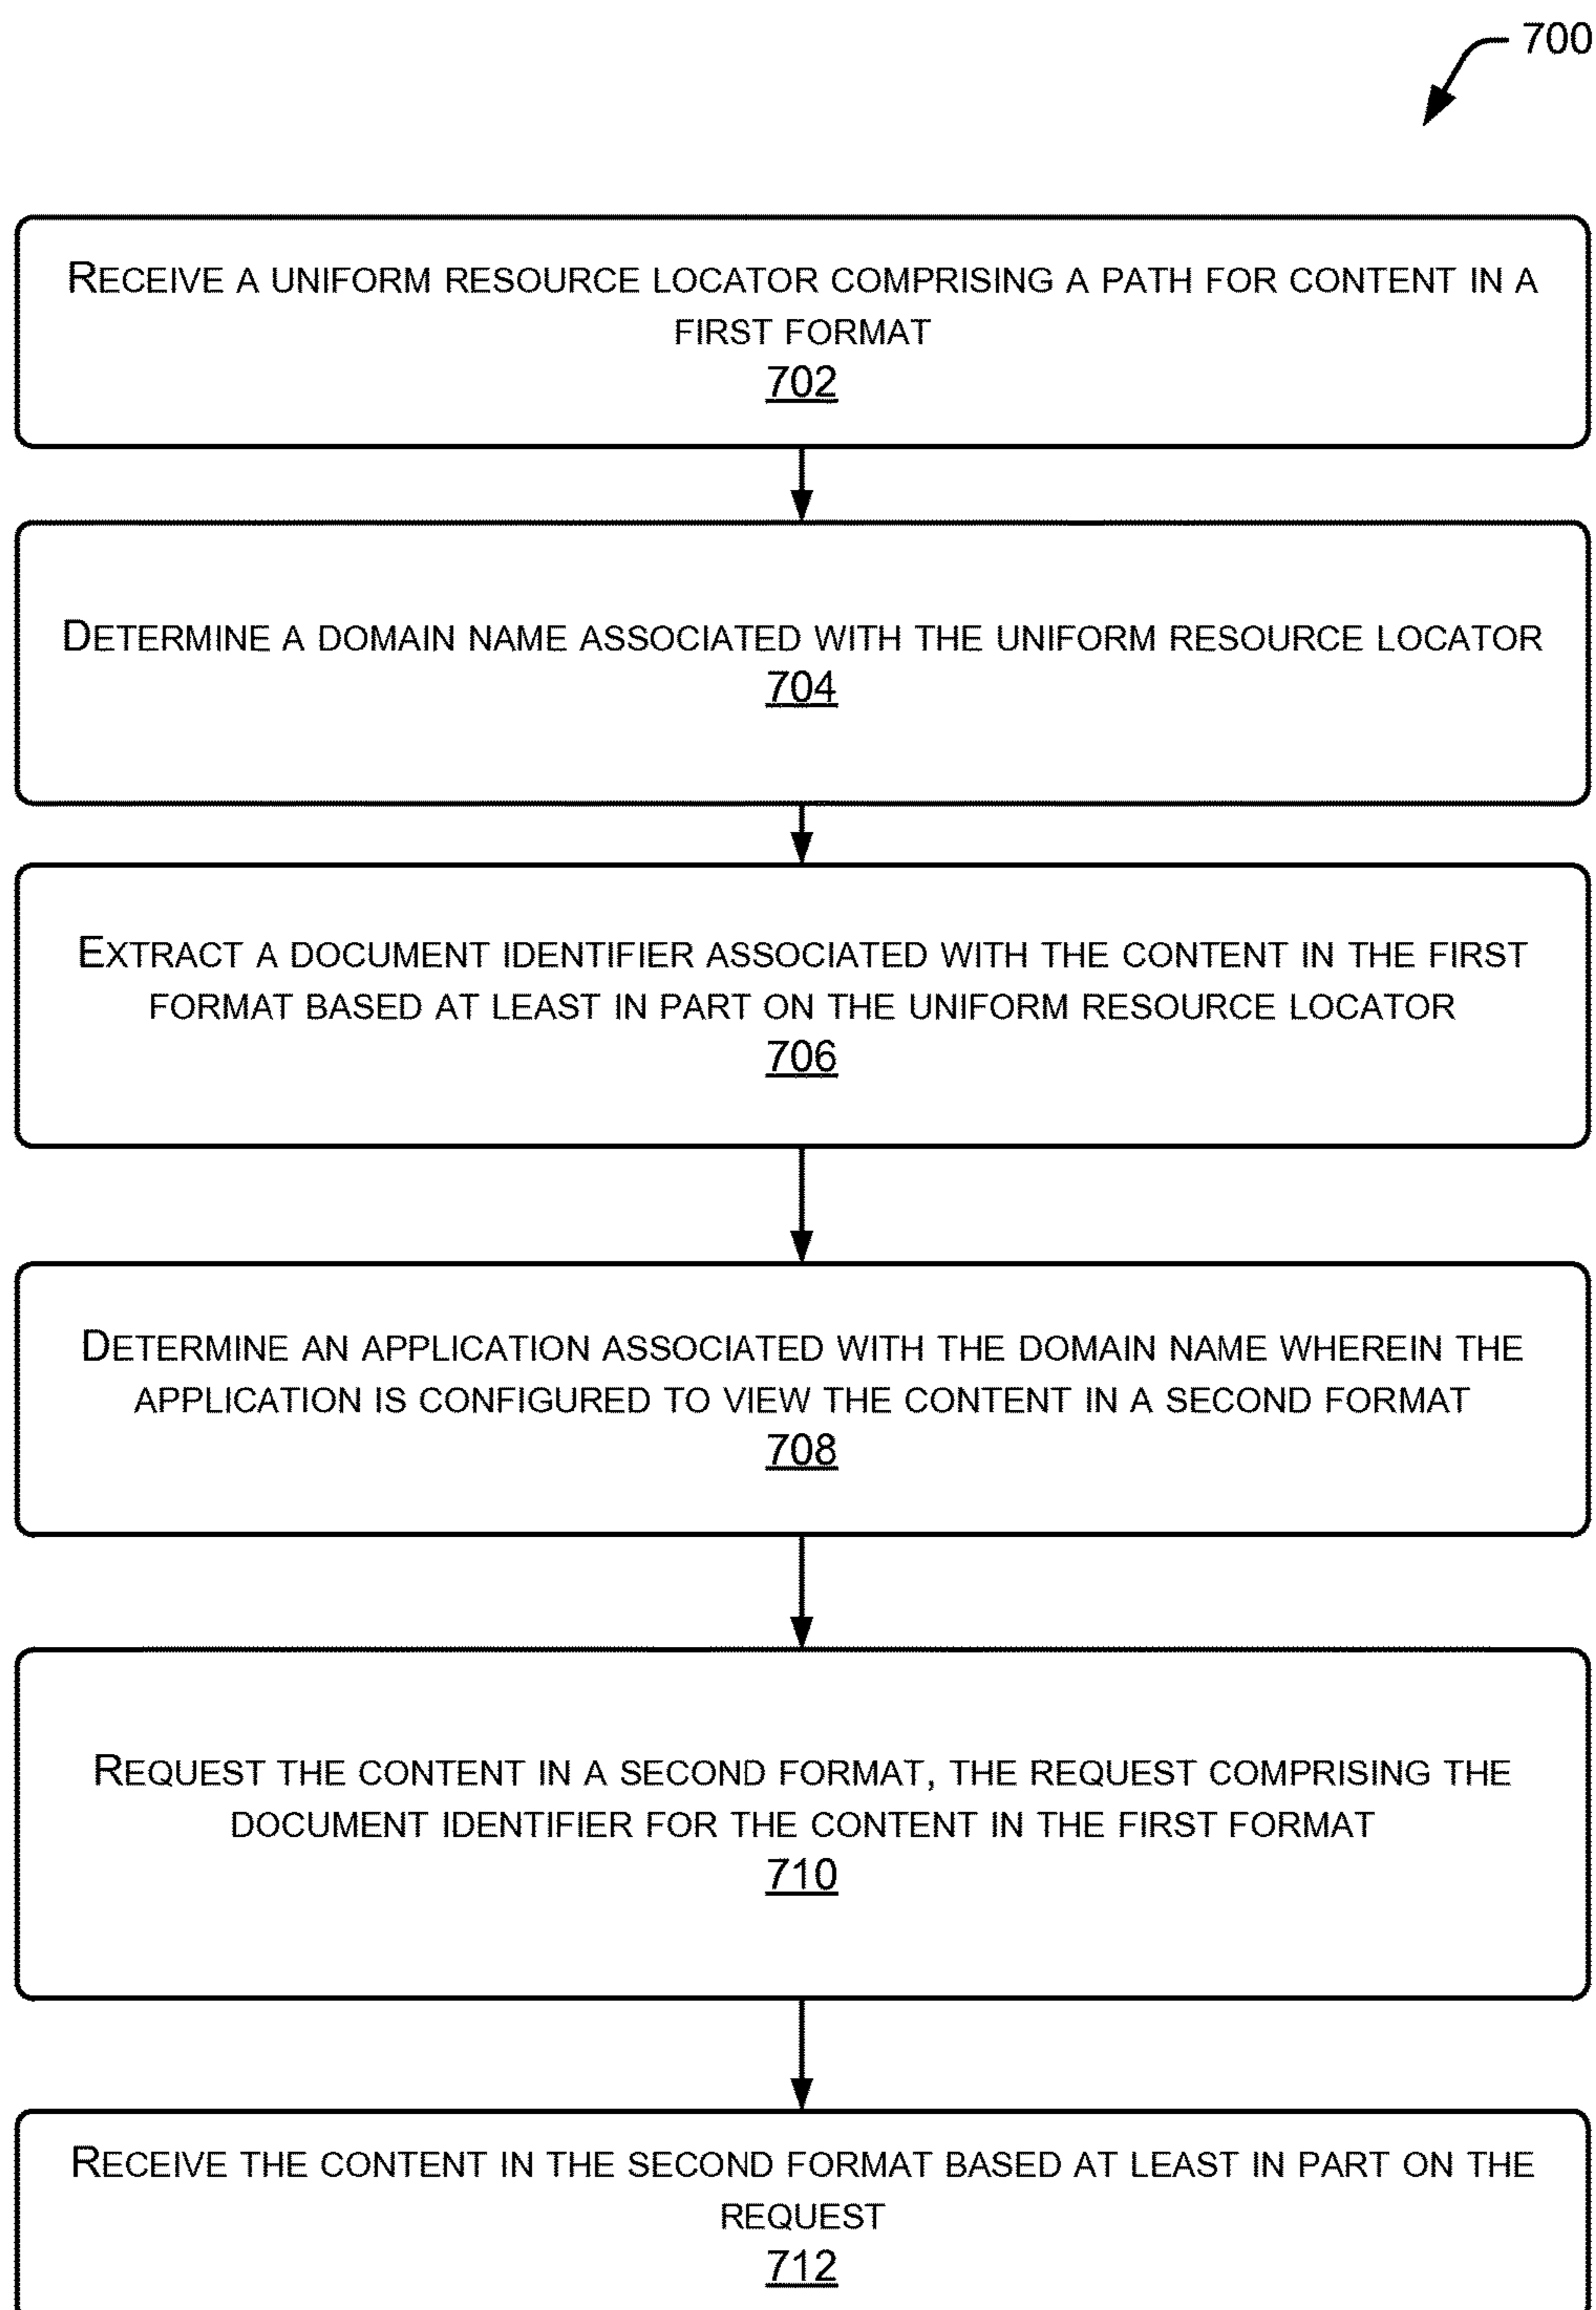 700
RECEIVE A UNIFORM RESOURCE LOCATOR COMPRISING A PATH FOR CONTENT IN A
FIRST FORMAT
702
DETERMINE A DOMAIN NAME ASSOCIATED WITH THE UNIFORM RESOURCE LOCATOR
704
EXTRACT A DOCUMENT IDENTIFIER ASSOCIATED WITH THE CONTENT IN THE FIRST
FORMAT BASED AT LEAST IN PART ON THE UNIFORM RESOURCE LOCATOR
706
DETERMINE AN APPLICATION ASSOCIATED WITH THE DOMAIN NAME WHEREIN THE
APPLICATION IS CONFIGURED TO VIEW THE CONTENT IN A SECOND FORMAT
708
REQUEST THE CONTENT IN A SECOND FORMAT, THE REQUEST COMPRISING THE
DOCUMENT IDENTIFIER FOR THE CONTENT IN THE FIRST FORMAT
710
RECEIVE THE CONTENT IN THE SECOND FORMAT BASED AT LEAST IN PART ON THE
REQUEST
712